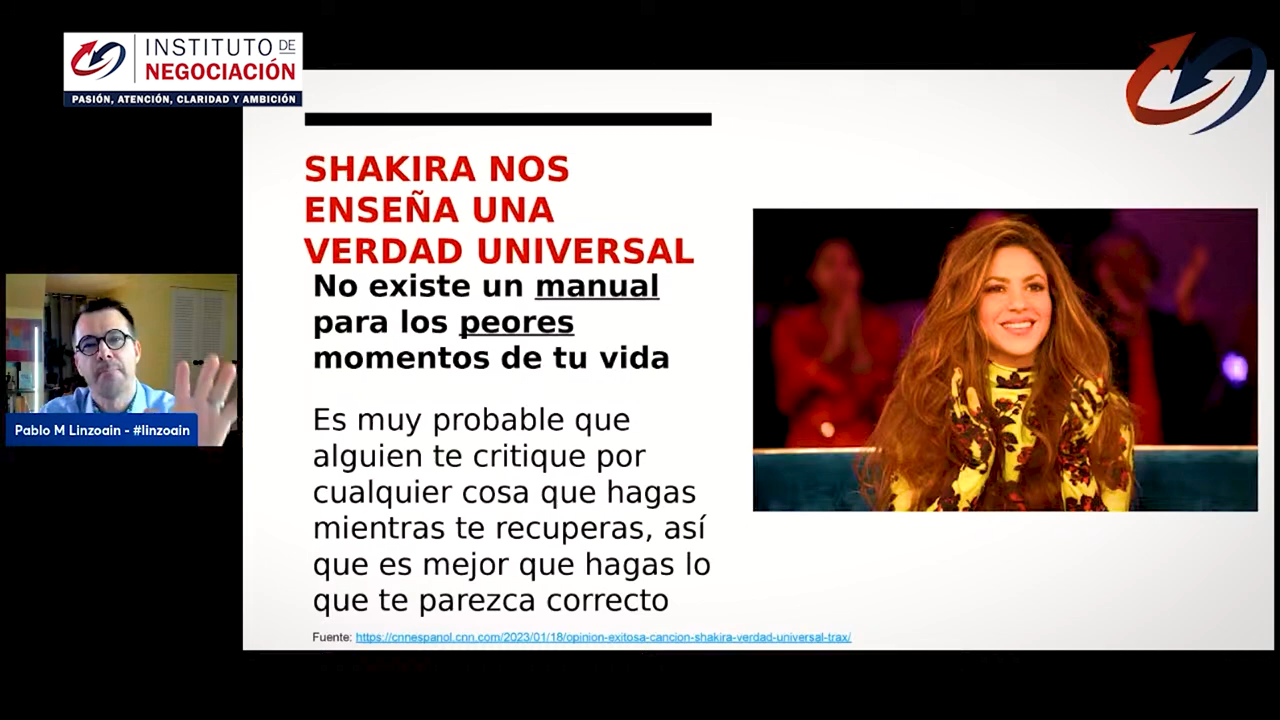 INSTITUTO DE
NEGOCIACIÓN
PASIÓN, ATENCIÓN, CLARIDAD Y AMBICIÓN
SHAKIRA NOS
ENSEÑA UNA
VERDAD UNIVERSAL
No existe un manual
para los peores
momentos de tu vida
Es muy probable que
alguien te critique por
cualquier cosa que hagas
mientras te recuperas, así
que es mejor que hagas lo
que te parezca correcto
Fuente: https://cnnespanol.cnn.com/2023/01/18/opinion-exitosa-cancion-shakira-verdad-universal-trax/
Pablo M Linzoain - #linzoain